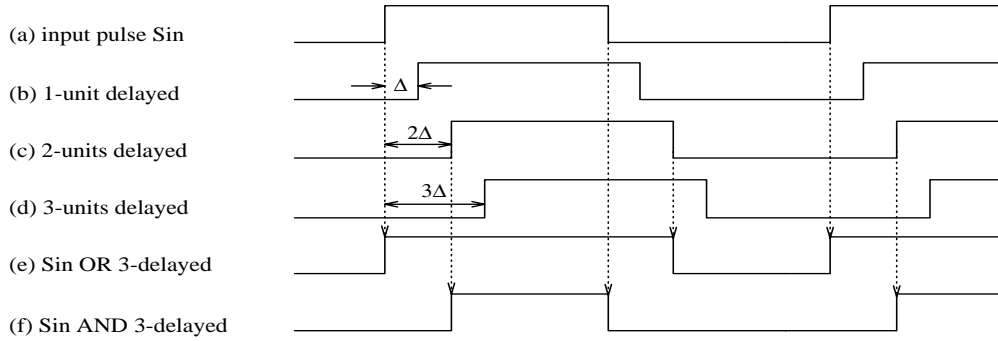 (a) input pulse Sin
(b) 1-unit delayed
Δ
(c) 2-units delayed
2Δ
(d) 3-units delayed
3Δ
(e) Sin OR 3-delayed
(f) Sin AND 3-delayed